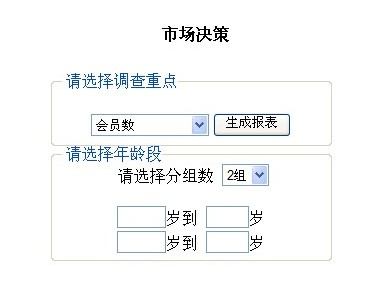 市场决策
请选择调查重点
会员数 生成报表
请选择年龄段
请选择分组数 2组
岁到 岁
岁到 岁